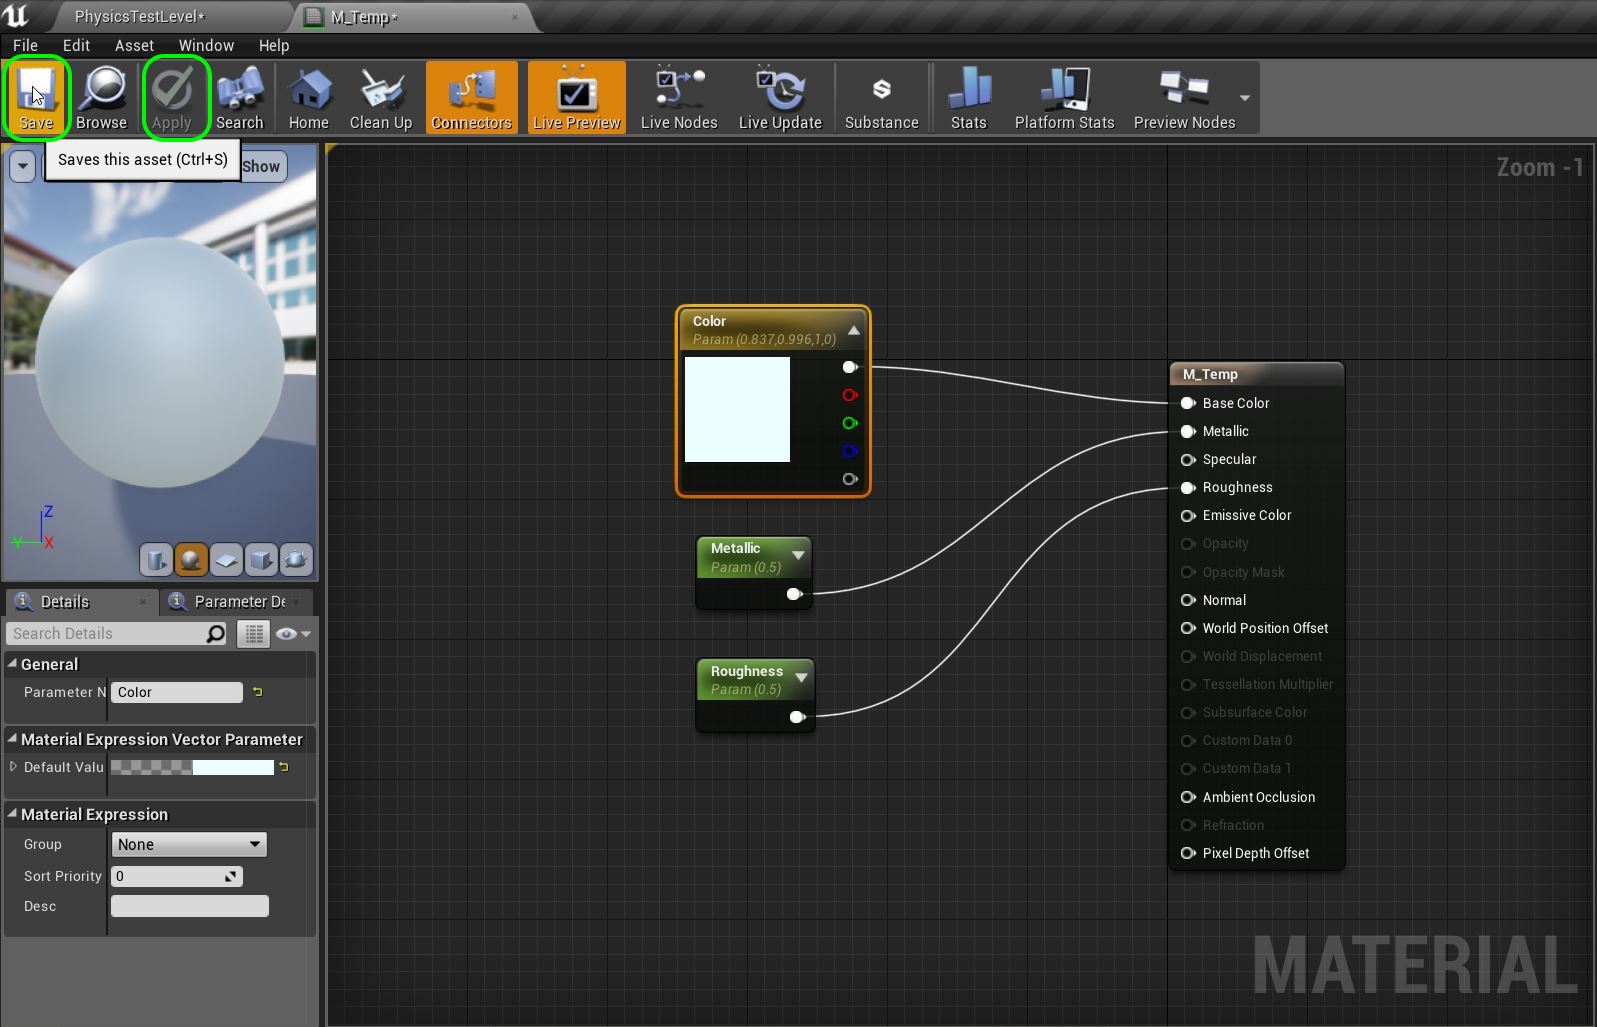 PhysicsTestLevel*
M_Temp*
File Edit Asset Window Help
Save Browse Apply Search Home Clean Up Connectors Live Preview Live Nodes Live Update Substance Stats Platform Stats Preview Nodes
Saves this asset (Ctrl+S)
Show
Zoom -1
Color
Param (0.837,0.996,1,0)
M_Temp
Base Color
Metallic
Specular
Roughness
Emissive Color
Opacity
Opacity Mask
Normal
World Position Offset
World Displacement
Tessellation Multiplier
Subsurface Color
Custom Data 0
Custom Data 1
Ambient Occlusion
Refraction
Pixel Depth Offset
Metallic
Param (0.5)
Roughness
Param (0.5)
Z
Y
X
Details Parameter De
Search Details
General
Parameter N Color
Material Expression Vector Parameter
Default Valu
Material Expression
Group None
Sort Priority 0
Desc
MATERIAL